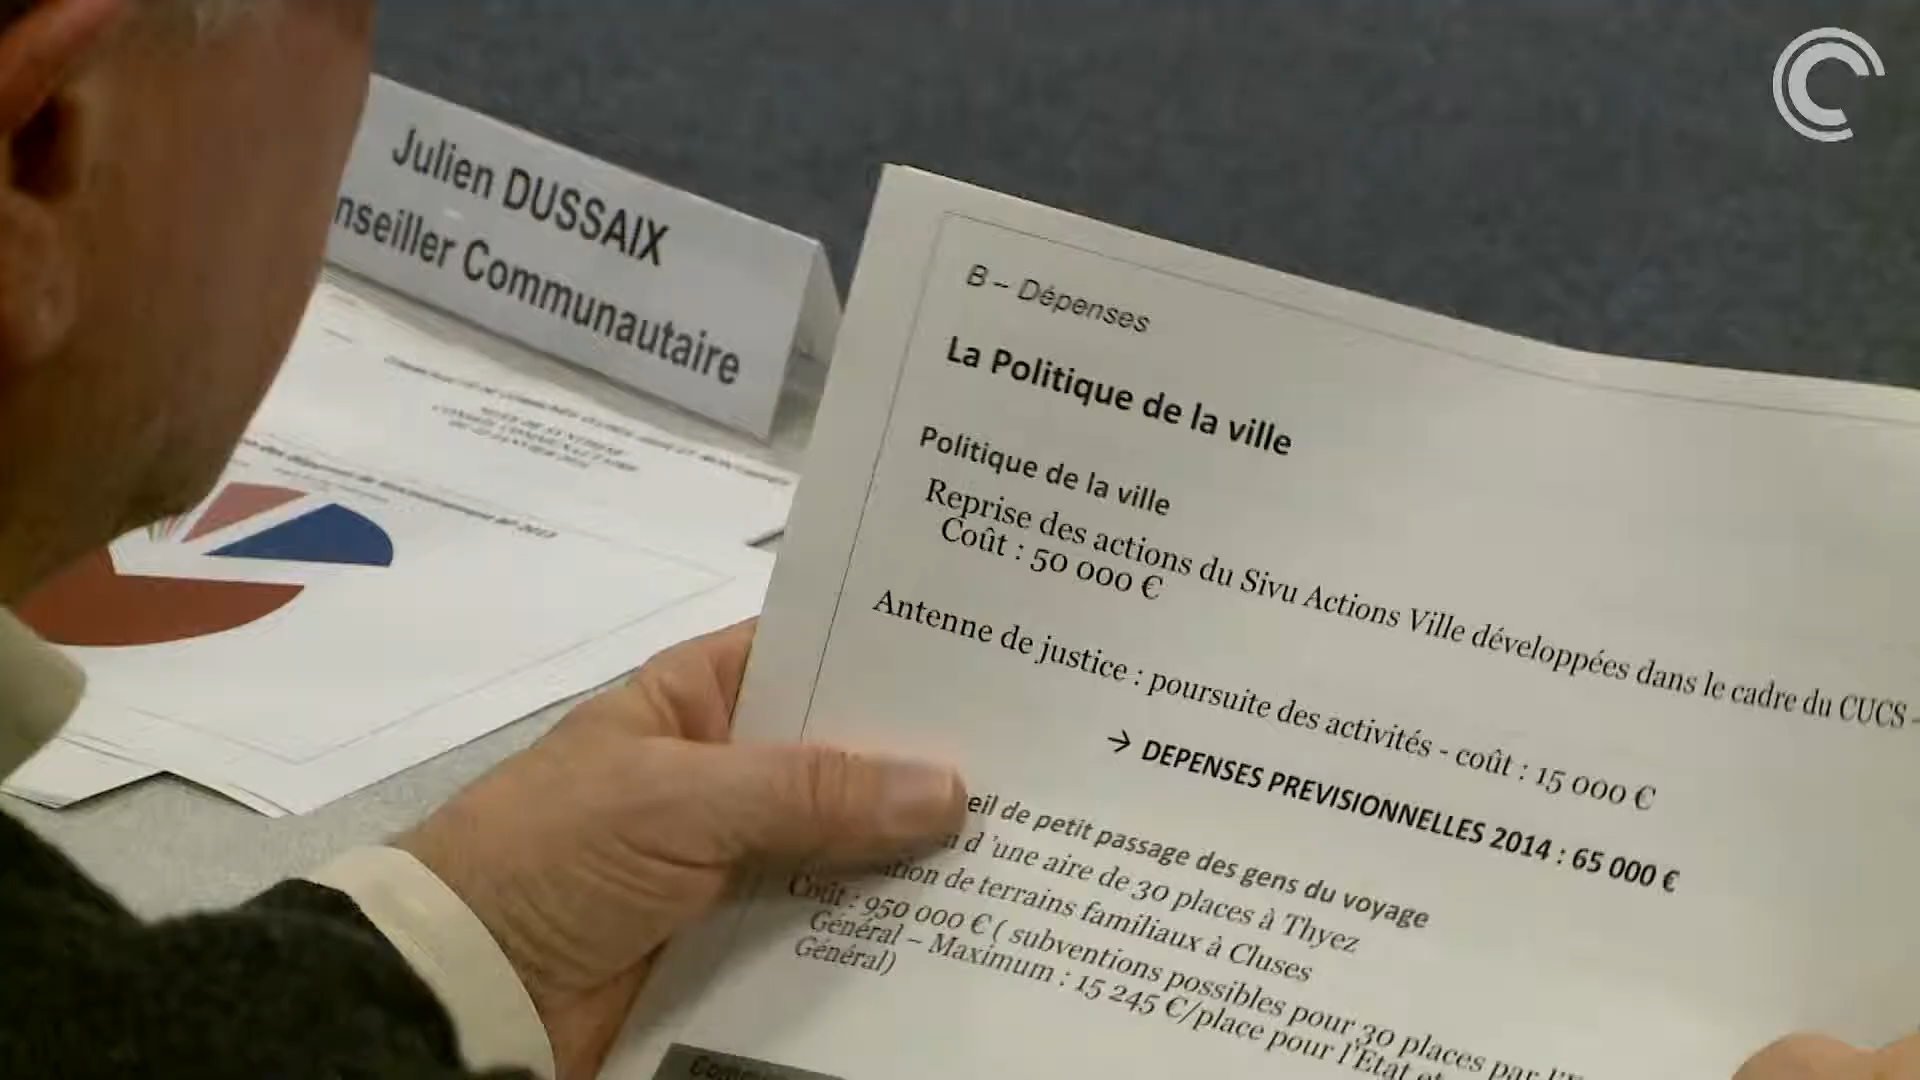 Julien DUSSAIX
nseiller Communautaire
B – Dépenses
La Politique de la ville
Politique de la ville
Reprise des actions du Sivu Actions Ville développées dans le cadre du CUCS -
Coût : 50 000 €
Antenne de justice : poursuite des activités - coût : 15 000 €
→ DEPENSES PREVISIONNELLES 2014 : 65 000 €
eil de petit passage des gens du voyage
n d'une aire de 30 places à Thyez
ation de terrains familiaux à Cluses
Coût : 950 000 € ( subventions possibles pour 30 places par l'
Général – Maximum : 15 245 €/place pour l'Etat et
Général)